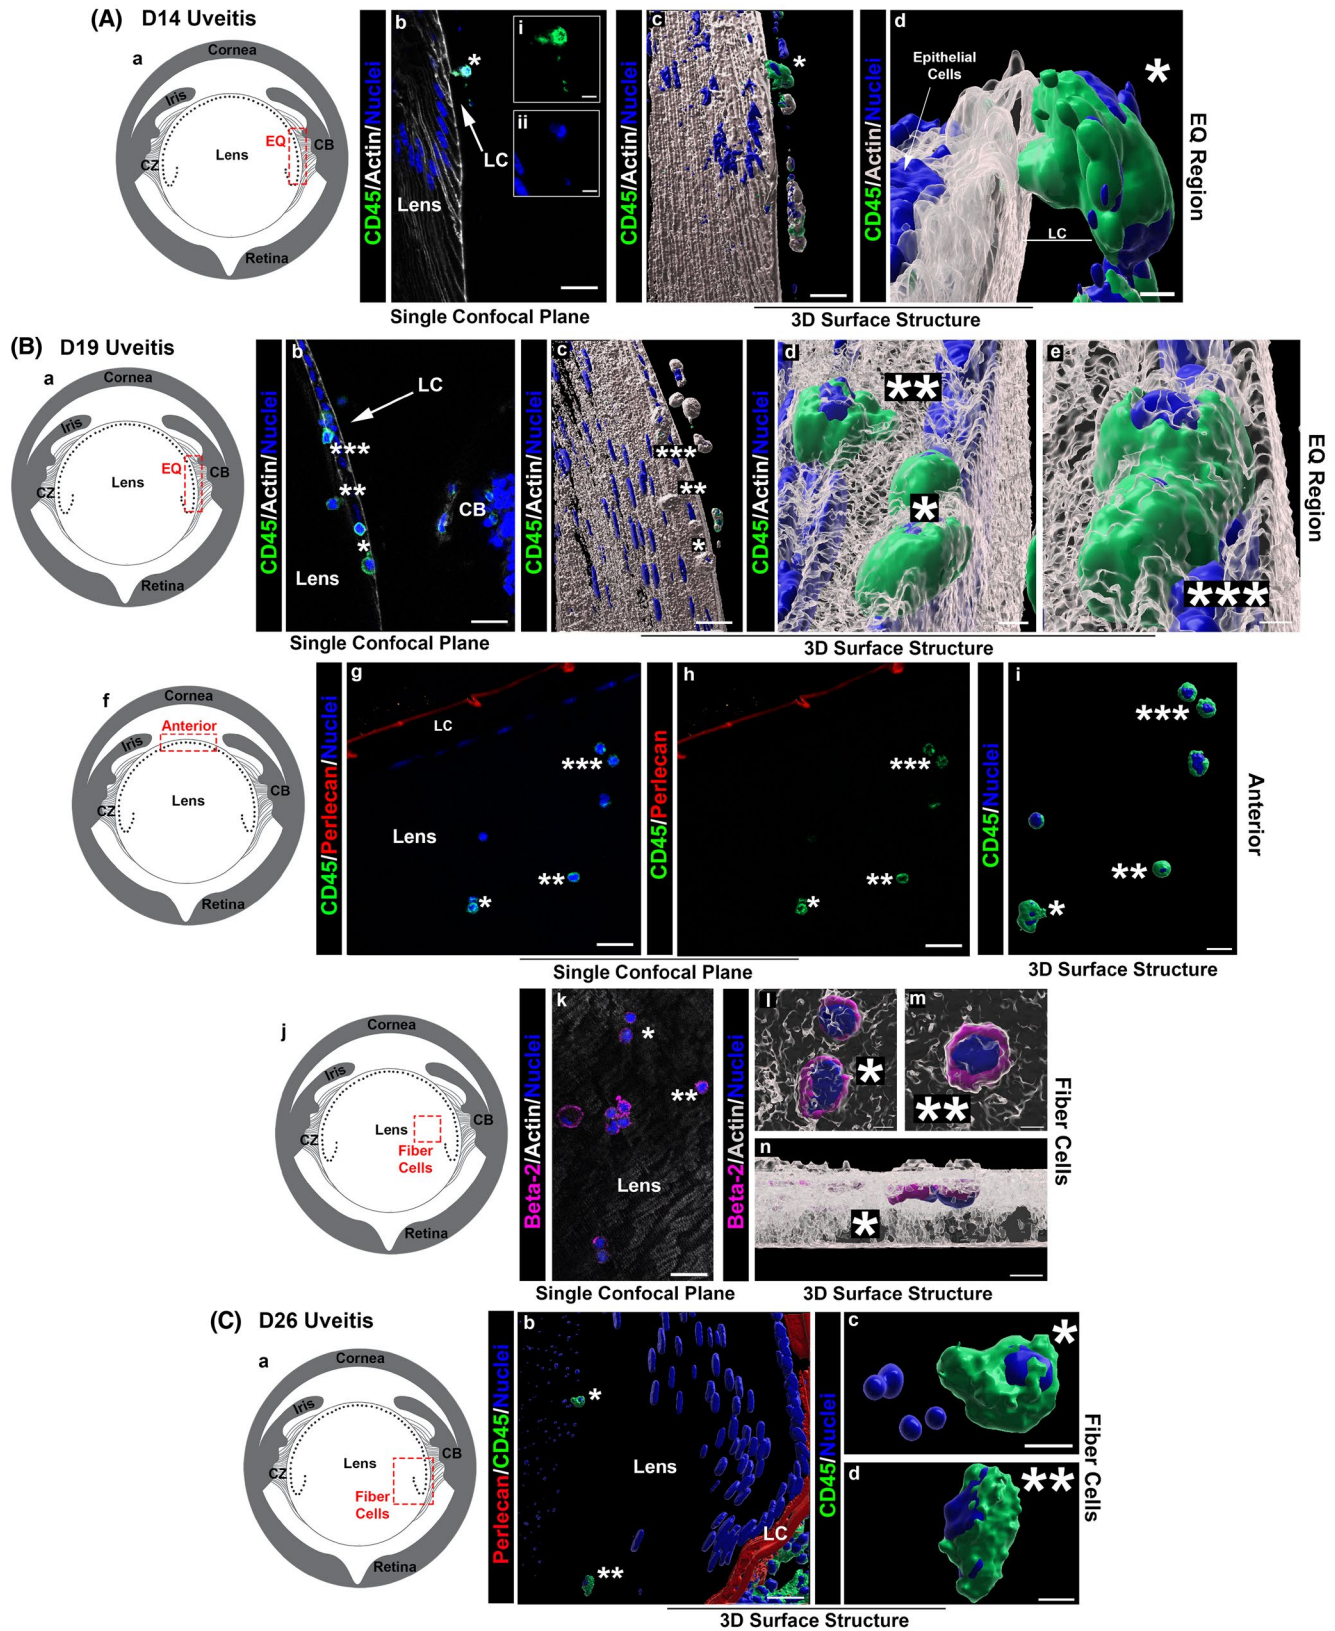 (A) D14 Uveitis
a
Cornea
Iris
EQ
CB
CZ
Lens
Retina
CD45/Actin/Nuclei
b
*
i
ii
LC
Lens
Single Confocal Plane
CD45/Actin/Nuclei
c
*
CD45/Actin/Nuclei
d
Epithelial
Cells
*
LC
3D Surface Structure
EQ Region
(B) D19 Uveitis
a
Cornea
Iris
EQ
CB
CZ
Lens
Retina
CD45/Actin/Nuclei
b
LC
***
**
*
CB
Lens
Single Confocal Plane
CD45/Actin/Nuclei
c
***
**
*
CD45/Actin/Nuclei
d
**
*
e
***
3D Surface Structure
EQ Region
f
Cornea
Anterior
Iris
CB
CZ
Lens
Retina
CD45/Perlecan/Nuclei
g
LC
***
Lens
**
*
CD45/Perlecan
h
***
**
*
Single Confocal Plane
CD45/Nuclei
i
***
**
*
3D Surface Structure
Anterior
j
Cornea
Iris
CB
CZ
Lens
Fiber
Cells
Retina
Beta-2/Actin/Nuclei
k
*
**
Lens
Single Confocal Plane
Beta-2/Actin/Nuclei
l
*
m
**
n
*
3D Surface Structure
Fiber Cells
(C) D26 Uveitis
a
Cornea
Iris
CB
CZ
Lens
Fiber
Cells
Retina
Perlecan/CD45/Nuclei
b
*
Lens
LC
**
CD45/Nuclei
c
*
d
**
3D Surface Structure
Fiber Cells